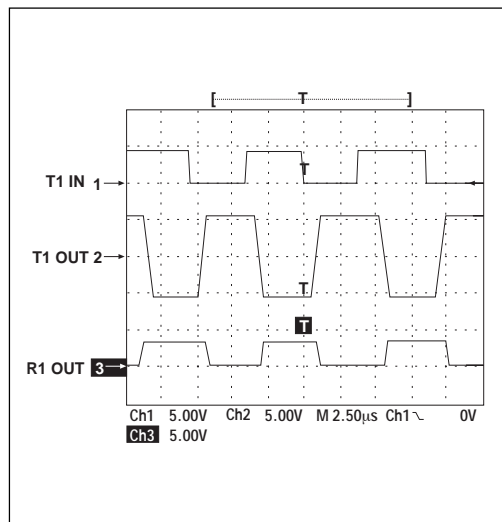 [ T ]
T
T1 IN 1
T1 OUT 2
T
T
R1 OUT 3
Ch1 5.00V Ch2 5.00V M 2.50μs Ch1 0V
Ch3 5.00V